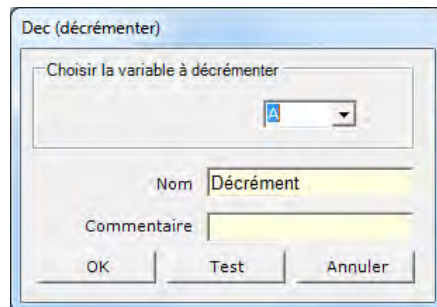 Dec (décrémenter)
Choisir la variable à décrémenter
A
Nom Décrément
Commentaire
OK Test Annuler